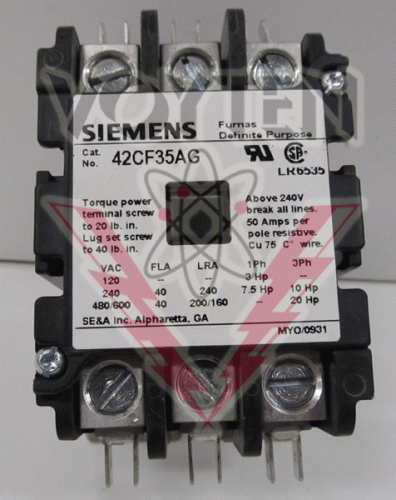 VOYTEN
SIEMENS Furnas
Definite Purpose
Cat.
No. 42CF35AG
LR6535
Torque power
terminal screw
to 20 lb. in.
Lug set screw
to 40 lb. in.
Above 240V
break all lines.
50 Amps per
pole resistive.
Cu 75 C° wire.
VAC FLA LRA 1Ph 3Ph
120 -- -- 3 Hp --
240 40 240 7.5 Hp 10 Hp
480/600 40 200/160 -- 20 Hp
SE&A Inc. Alpharetta, GA
MYO/0931